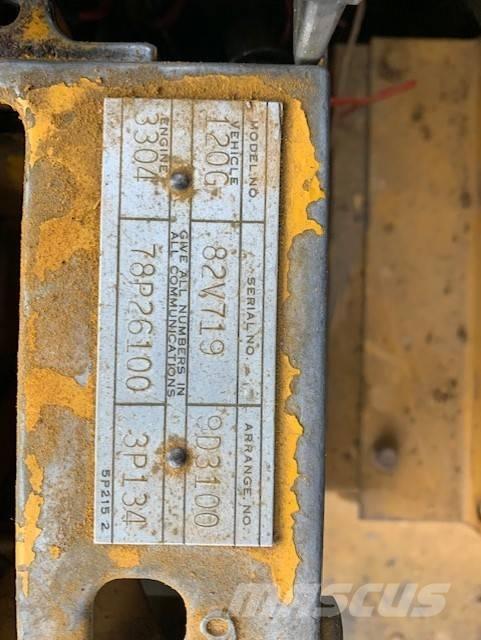 MODEL NO. SERIAL NO. ARRANGE NO.
VEHICLE 120G 82V719 9D3100
GIVE ALL NUMBERS IN
ALL COMMUNICATIONS
ENGINE 3304 78P26100 3P134
5P215 2
9
MASCUS